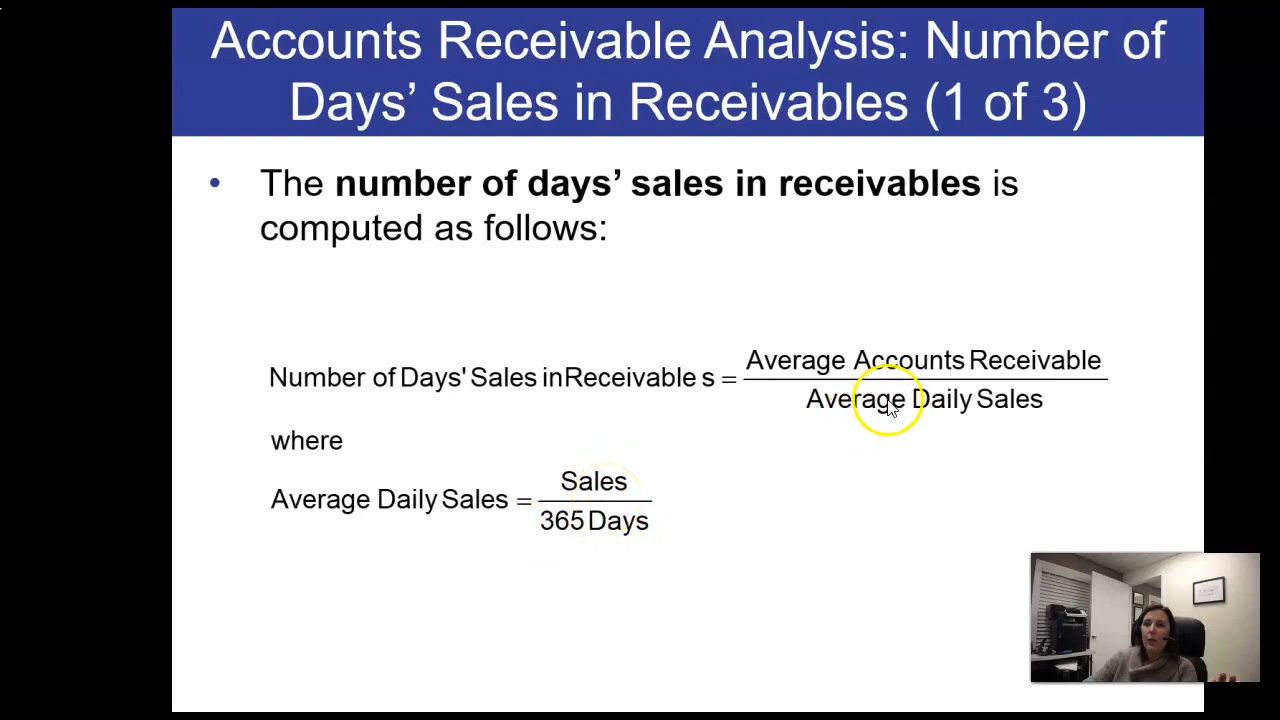 Accounts Receivable Analysis: Number of
Days’ Sales in Receivables (1 of 3)
• The number of days’ sales in receivables is
computed as follows:
Number of Days' Sales in Receivable s = Average Accounts Receivable
Average Daily Sales
where
Average Daily Sales = Sales
365 Days